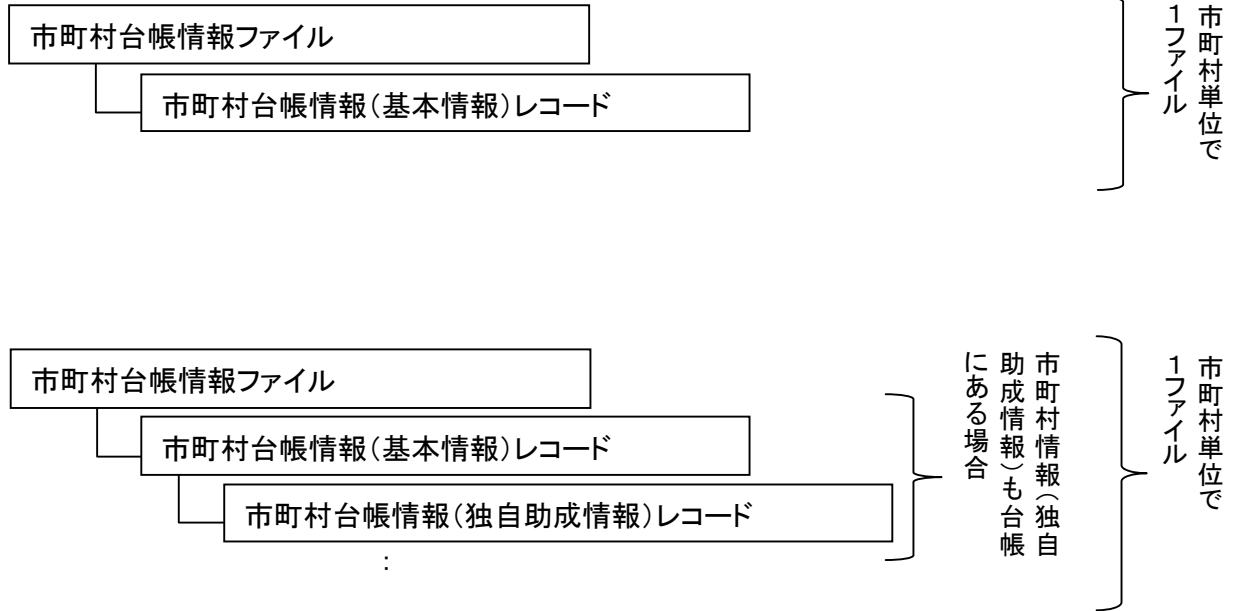 市町村台帳情報ファイル
市町村台帳情報(基本情報)レコード
市町村単位で
1ファイル
市町村台帳情報ファイル
市町村台帳情報(基本情報)レコード
市町村台帳情報(独自助成情報)レコード
:
市町村情報(独自
助成情報)も台帳
にある場合
市町村単位で
1ファイル